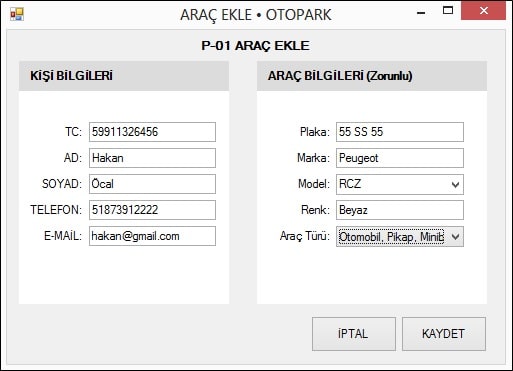 ARAÇ EKLE • OTOPARK
P-01 ARAÇ EKLE
KİŞİ BİLGİLERİ
TC: 59911326456
AD: Hakan
SOYAD: Öcal
TELEFON: 51873912222
E-MAİL: hakan@gmail.com
ARAÇ BİLGİLERİ (Zorunlu)
Plaka: 55 SS 55
Marka: Peugeot
Model: RCZ
Renk: Beyaz
Araç Türü: Otomobil, Pikap, Minib
İPTAL
KAYDET